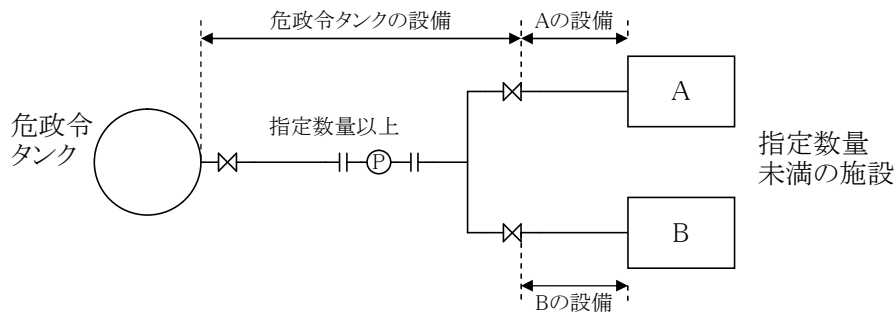 危政令タンクの設備
Aの設備
危政令
タンク
指定数量以上
P
A
指定数量
未満の施設
B
Bの設備